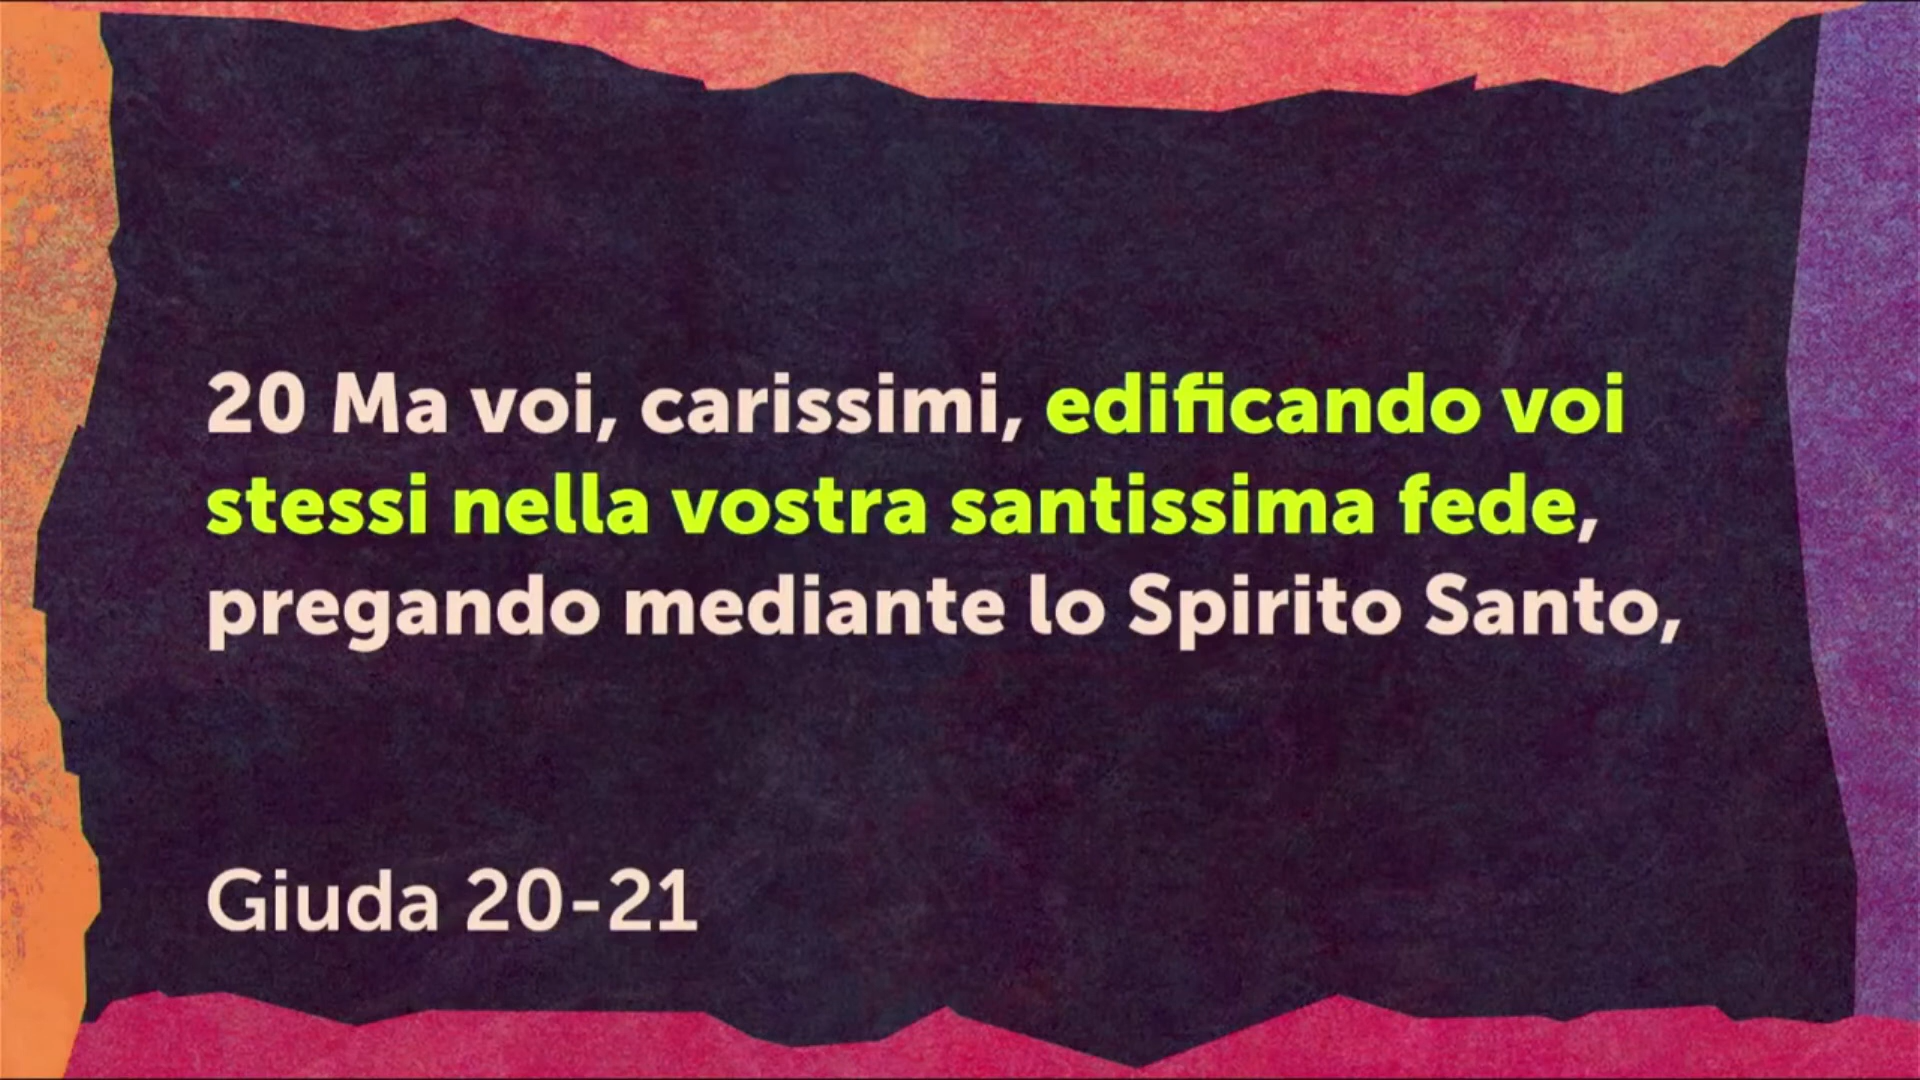 20 Ma voi, carissimi, edificando voi
stessi nella vostra santissima fede,
pregando mediante lo Spirito Santo,
Giuda 20-21